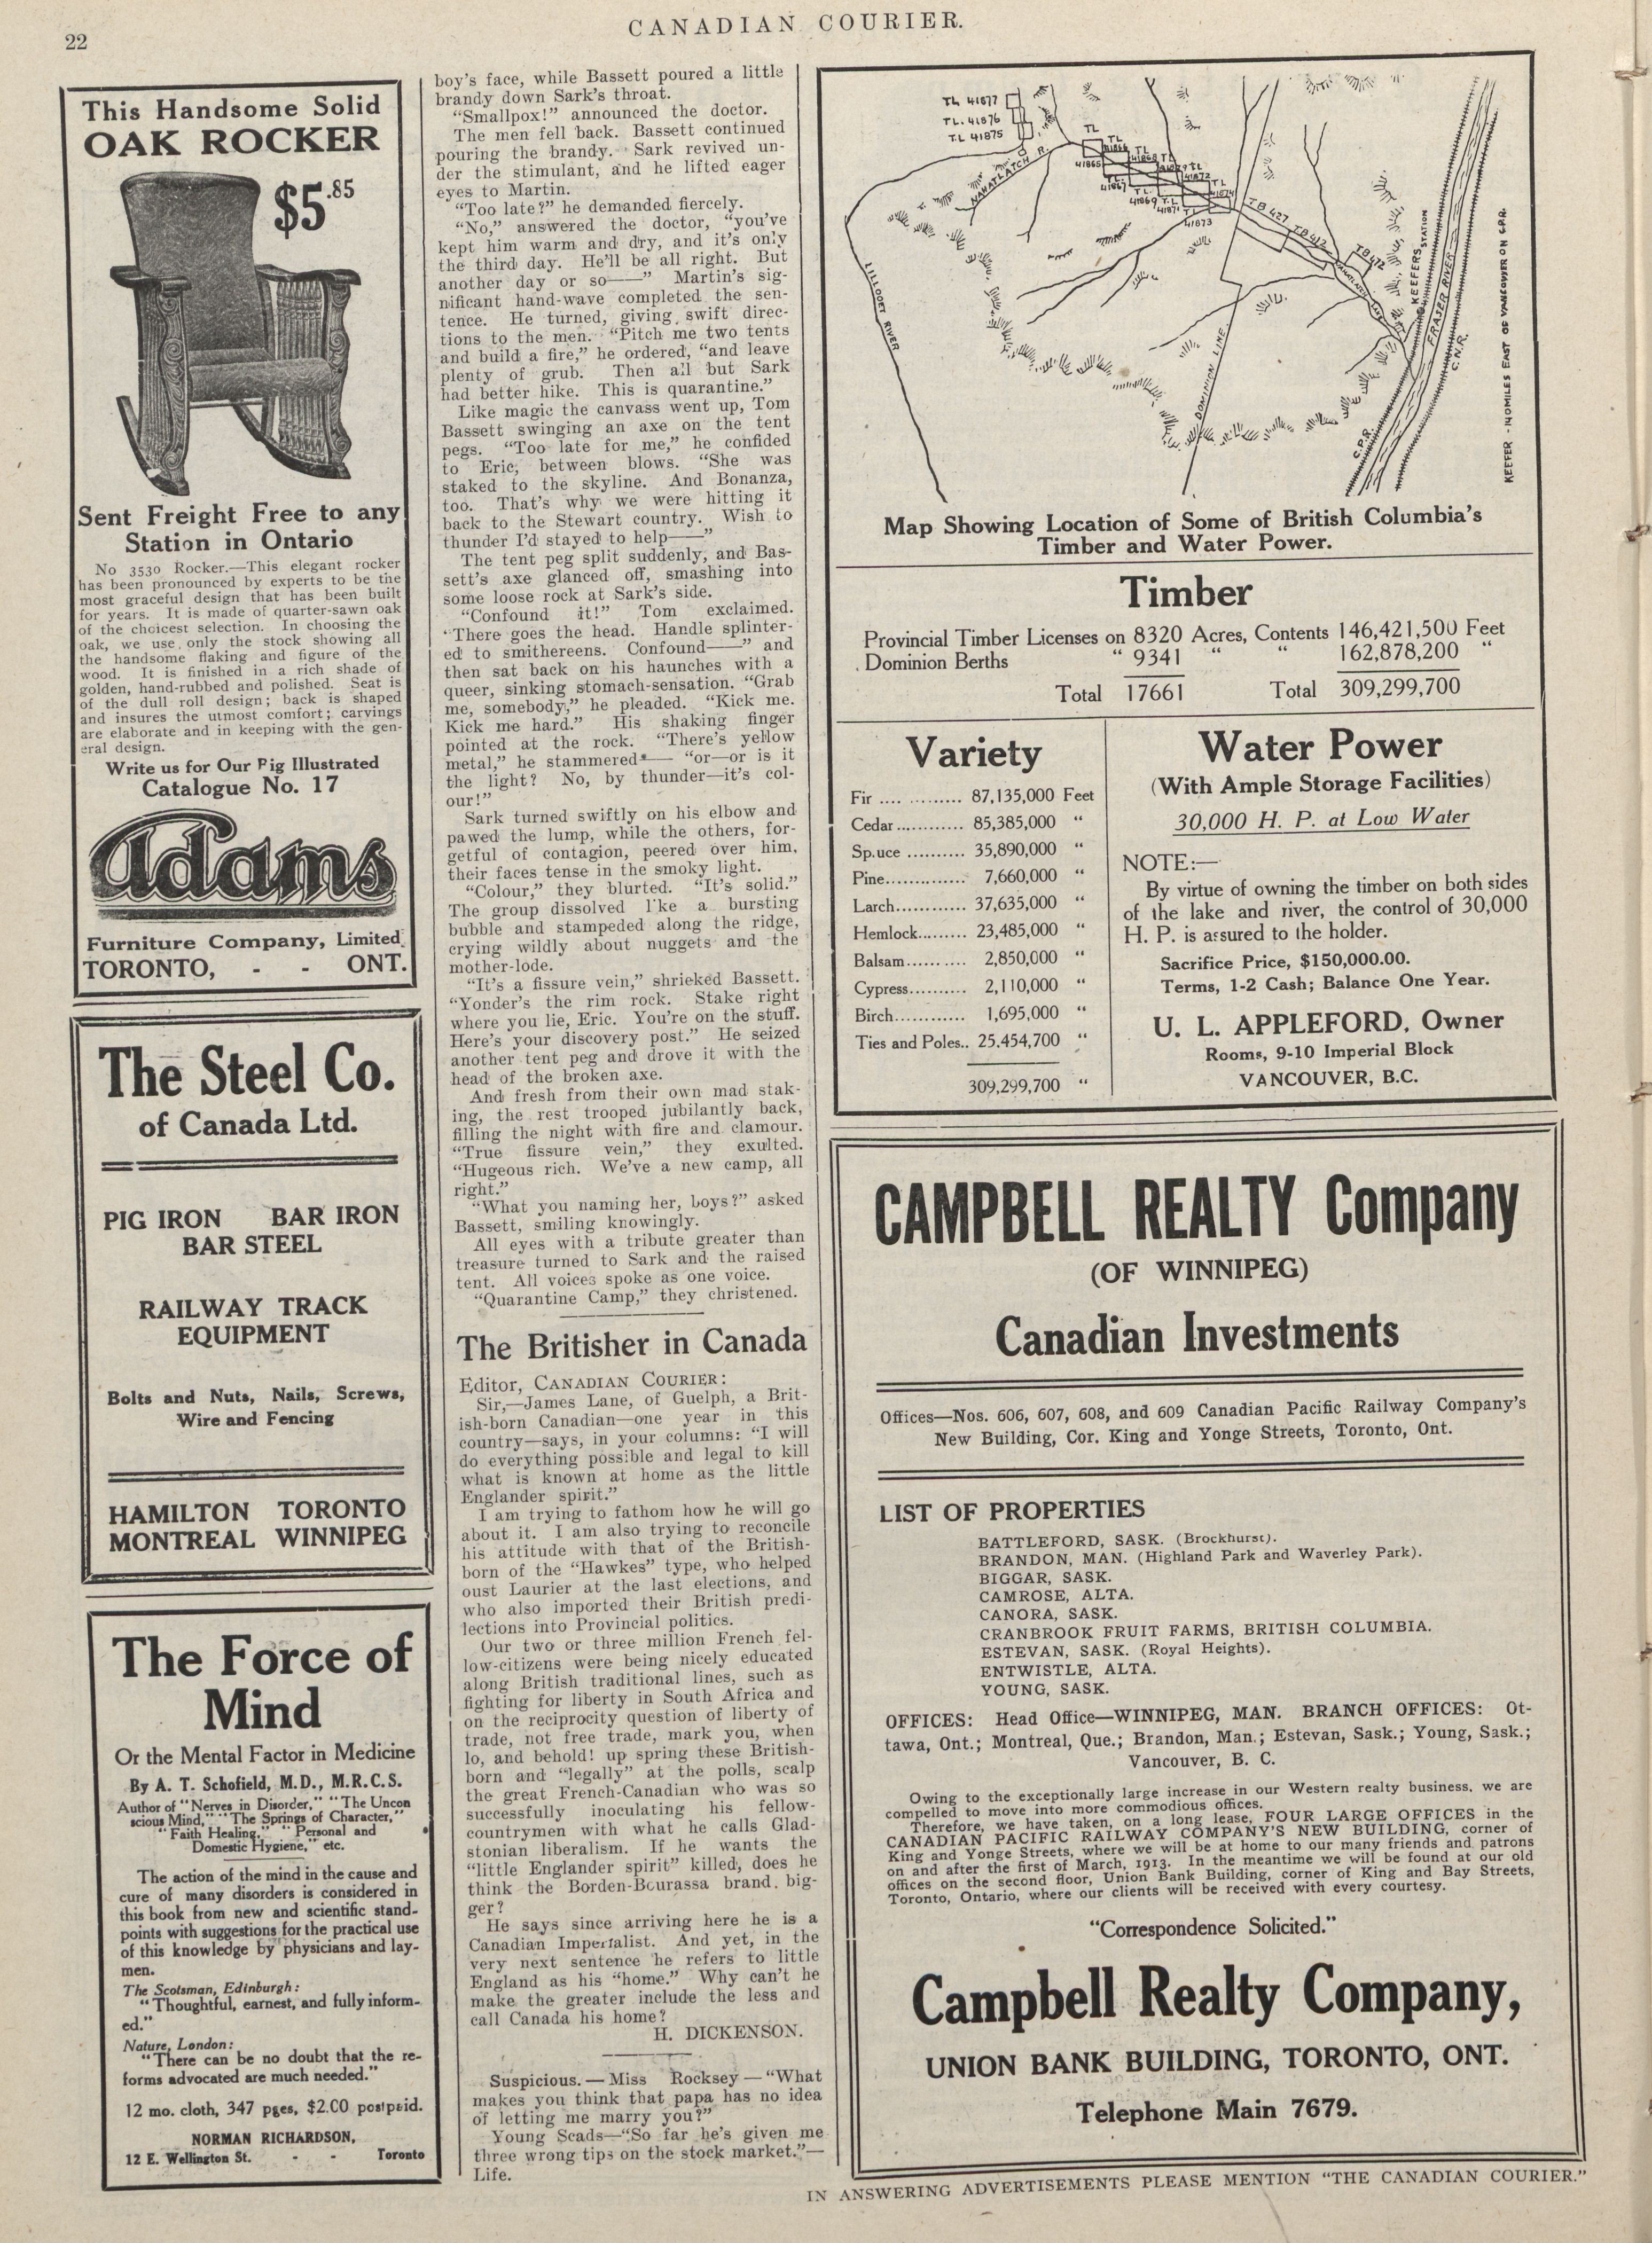 22
CANADIAN COURIER.
This Handsome Solid
OAK ROCKER
$5.85
Sent Freight Free to any
Station in Ontario
No 3530 Rocker.—This elegant rocker
has been pronounced by experts to be the
most graceful design that has been built
for years. It is made of quarter-sawn oak
of the choicest selection. In choosing the
oak, we use only the stock showing all
the handsome flaking and figure of the
wood. It is finished in a rich shade of
golden, hand-rubbed and polished. Seat is
of the dull roll design; back is shaped
and insures the utmost comfort; carvings
are elaborate and in keeping with the gen-
eral design.
Write us for Our Pig Illustrated
Catalogue No. 17
Adams
Furniture Company, Limited
TORONTO, - - ONT.
The Steel Co.
of Canada Ltd.
PIG IRON BAR IRON
BAR STEEL
RAILWAY TRACK
EQUIPMENT
Bolts and Nuts, Nails, Screws,
Wire and Fencing
HAMILTON TORONTO
MONTREAL WINNIPEG
The Force of
Mind
Or the Mental Factor in Medicine
By A. T. Schofield, M.D., M.R.C.S.
Author of "Nerves in Disorder," "The Uncon
scious Mind," "The Springs of Character,"
"Faith Healing," "Personal and
Domestic Hygiene," etc.
The action of the mind in the cause and
cure of many disorders is considered in
this book from new and scientific stand-
points with suggestions for the practical use
of this knowledge by physicians and lay-
men.
The Scotsman, Edinburgh:
"Thoughtful, earnest, and fully inform-
ed."
Nature, London:
"There can be no doubt that the re-
forms advocated are much needed."
12 mo. cloth, 347 pges, $2.00 postpaid.
NORMAN RICHARDSON,
12 E. Wellington St. - - Toronto
boy's face, while Bassett poured a little
brandy down Sark's throat.
"Smallpox!" announced the doctor.
The men fell back. Bassett continued
pouring the brandy. Sark revived un-
der the stimulant, and he lifted eager
eyes to Martin.
"Too late?" he demanded fiercely.
"No," answered the doctor, "you've
kept him warm and dry, and it's only
the third day. He'll be all right. But
another day or so——" Martin's sig-
nificant hand-wave completed the sen-
tence. He turned, giving swift direc-
tions to the men. "Pitch me two tents
and build a fire," he ordered, "and leave
plenty of grub. Then all but Sark
had better hike. This is quarantine."
Like magic the canvass went up, Tom
Bassett swinging an axe on the tent
pegs. "Too late for me," he confided
to Eric, between blows. "She was
staked to the skyline. And Bonanza,
too. That's why we were hitting it
back to the Stewart country. Wish to
thunder I'd stayed to help——"
The tent peg split suddenly, and Bas-
sett's axe glanced off, smashing into
some loose rock at Sark's side.
"Confound it!" Tom exclaimed.
"There goes the head. Handle splinter-
ed to smithereens. Confound——" and
then sat back on his haunches with a
queer, sinking stomach-sensation. "Grab
me, somebody," he pleaded. "Kick me.
Kick me hard." His shaking finger
pointed at the rock. "There's yellow
metal," he stammered— "or—or is it
the light? No, by thunder—it's col-
our!"
Sark turned swiftly on his elbow and
pawed the lump, while the others, for-
getful of contagion, peered over him,
their faces tense in the smoky light.
"Colour," they blurted. "It's solid."
The group dissolved l'ke a bursting
bubble and stampeded along the ridge,
crying wildly about nuggets and the
mother-lode.
"It's a fissure vein," shrieked Bassett.
"Yonder's the rim rock. Stake right
where you lie, Eric. You're on the stuff.
Here's your discovery post." He seized
another tent peg and drove it with the
head of the broken axe.
And fresh from their own mad stak-
ing, the rest trooped jubilantly back,
filling the night with fire and clamour.
"True fissure vein," they exulted.
"Hugeous rich. We've a new camp, all
right."
"What you naming her, boys?" asked
Bassett, smiling knowingly.
All eyes with a tribute greater than
treasure turned to Sark and the raised
tent. All voices spoke as one voice.
"Quarantine Camp," they christened.
The Britisher in Canada
Editor, CANADIAN COURIER:
Sir,—James Lane, of Guelph, a Brit-
ish-born Canadian—one year in this
country—says, in your columns: "I will
do everything possible and legal to kill
what is known at home as the little
Englander spirit."
I am trying to fathom how he will go
about it. I am also trying to reconcile
his attitude with that of the British-
born of the "Hawkes" type, who helped
oust Laurier at the last elections, and
who also imported their British predi-
lections into Provincial politics.
Our two or three million French fel-
low-citizens were being nicely educated
along British traditional lines, such as
fighting for liberty in South Africa and
on the reciprocity question of liberty of
trade, not free trade, mark you, when
lo, and behold! up spring these British-
born and "legally" at the polls, scalp
the great French-Canadian who was so
successfully inoculating his fellow-
countrymen with what he calls Glad-
stonian liberalism. If he wants the
"little Englander spirit" killed, does he
think the Borden-Bourassa brand, big-
ger?
He says since arriving here he is a
Canadian Imperialist. And yet, in the
very next sentence he refers to little
England as his "home." Why can't he
make the greater include the less and
call Canada his home?
H. DICKENSON.
Suspicious. — Miss Rocksey — "What
makes you think that papa has no idea
of letting me marry you?"
Young Scads—"So far he's given me
three wrong tips on the stock market."—
Life.
TL 41877
T.L. 41876
T.L 41875
NAHATLATCH R.
TL
41865
TL
TL
41867
T.L.
41869
T.L
41871
41872
41874
T.L
41873
T.B 427
T.B 412
T.B 472
LILLOOET RIVER
DOMINION LINE
KEEFERS STATION
FRASER RIVER
C.N.R.
C.P.R.
KEEFER - MILES EAST OF VANCOUVER ON C.P.R.
Map Showing Location of Some of British Columbia's
Timber and Water Power.
Timber
Provincial Timber Licenses on 8320 Acres, Contents 146,421,500 Feet
Dominion Berths " 9341 " " 162,878,200 "
Total 17661 Total 309,299,700
Variety
Fir .... ......... 87,135,000 Feet
Cedar ........... 85,385,000 "
Sp.uce .......... 35,890,000 "
Pine.............. 7,660,000 "
Larch............ 37,635,000 "
Hemlock......... 23,485,000 "
Balsam.......... 2,850,000 "
Cypress.......... 2,110,000 "
Birch............ 1,695,000 "
Ties and Poles.. 25,454,700 "
309,299,700 "
Water Power
(With Ample Storage Facilities)
30,000 H. P. at Low Water
NOTE:—
By virtue of owning the timber on both sides
of the lake and river, the control of 30,000
H. P. is assured to the holder.
Sacrifice Price, $150,000.00.
Terms, 1-2 Cash; Balance One Year.
U. L. APPLEFORD, Owner
Rooms, 9-10 Imperial Block
VANCOUVER, B.C.
CAMPBELL REALTY Company
(OF WINNIPEG)
Canadian Investments
Offices—Nos. 606, 607, 608, and 609 Canadian Pacific Railway Company's
New Building, Cor. King and Yonge Streets, Toronto, Ont.
LIST OF PROPERTIES
BATTLEFORD, SASK. (Brockhurst).
BRANDON, MAN. (Highland Park and Waverley Park).
BIGGAR, SASK.
CAMROSE, ALTA.
CANORA, SASK.
CRANBROOK FRUIT FARMS, BRITISH COLUMBIA.
ESTEVAN, SASK. (Royal Heights).
ENTWISTLE, ALTA.
YOUNG, SASK.
OFFICES: Head Office—WINNIPEG, MAN. BRANCH OFFICES: Ot-
tawa, Ont.; Montreal, Que.; Brandon, Man.; Estevan, Sask.; Young, Sask.;
Vancouver, B. C.
Owing to the exceptionally large increase in our Western realty business, we are
compelled to move into more commodious offices.
Therefore, we have taken, on a long lease, FOUR LARGE OFFICES in the
CANADIAN PACIFIC RAILWAY COMPANY'S NEW BUILDING, corner of
King and Yonge Streets, where we will be at home to our many friends and patrons
on and after the first of March, 1913. In the meantime we will be found at our old
offices on the second floor, Union Bank Building, corner of King and Bay Streets,
Toronto, Ontario, where our clients will be received with every courtesy.
"Correspondence Solicited."
Campbell Realty Company,
UNION BANK BUILDING, TORONTO, ONT.
Telephone Main 7679.
IN ANSWERING ADVERTISEMENTS PLEASE MENTION "THE CANADIAN COURIER."